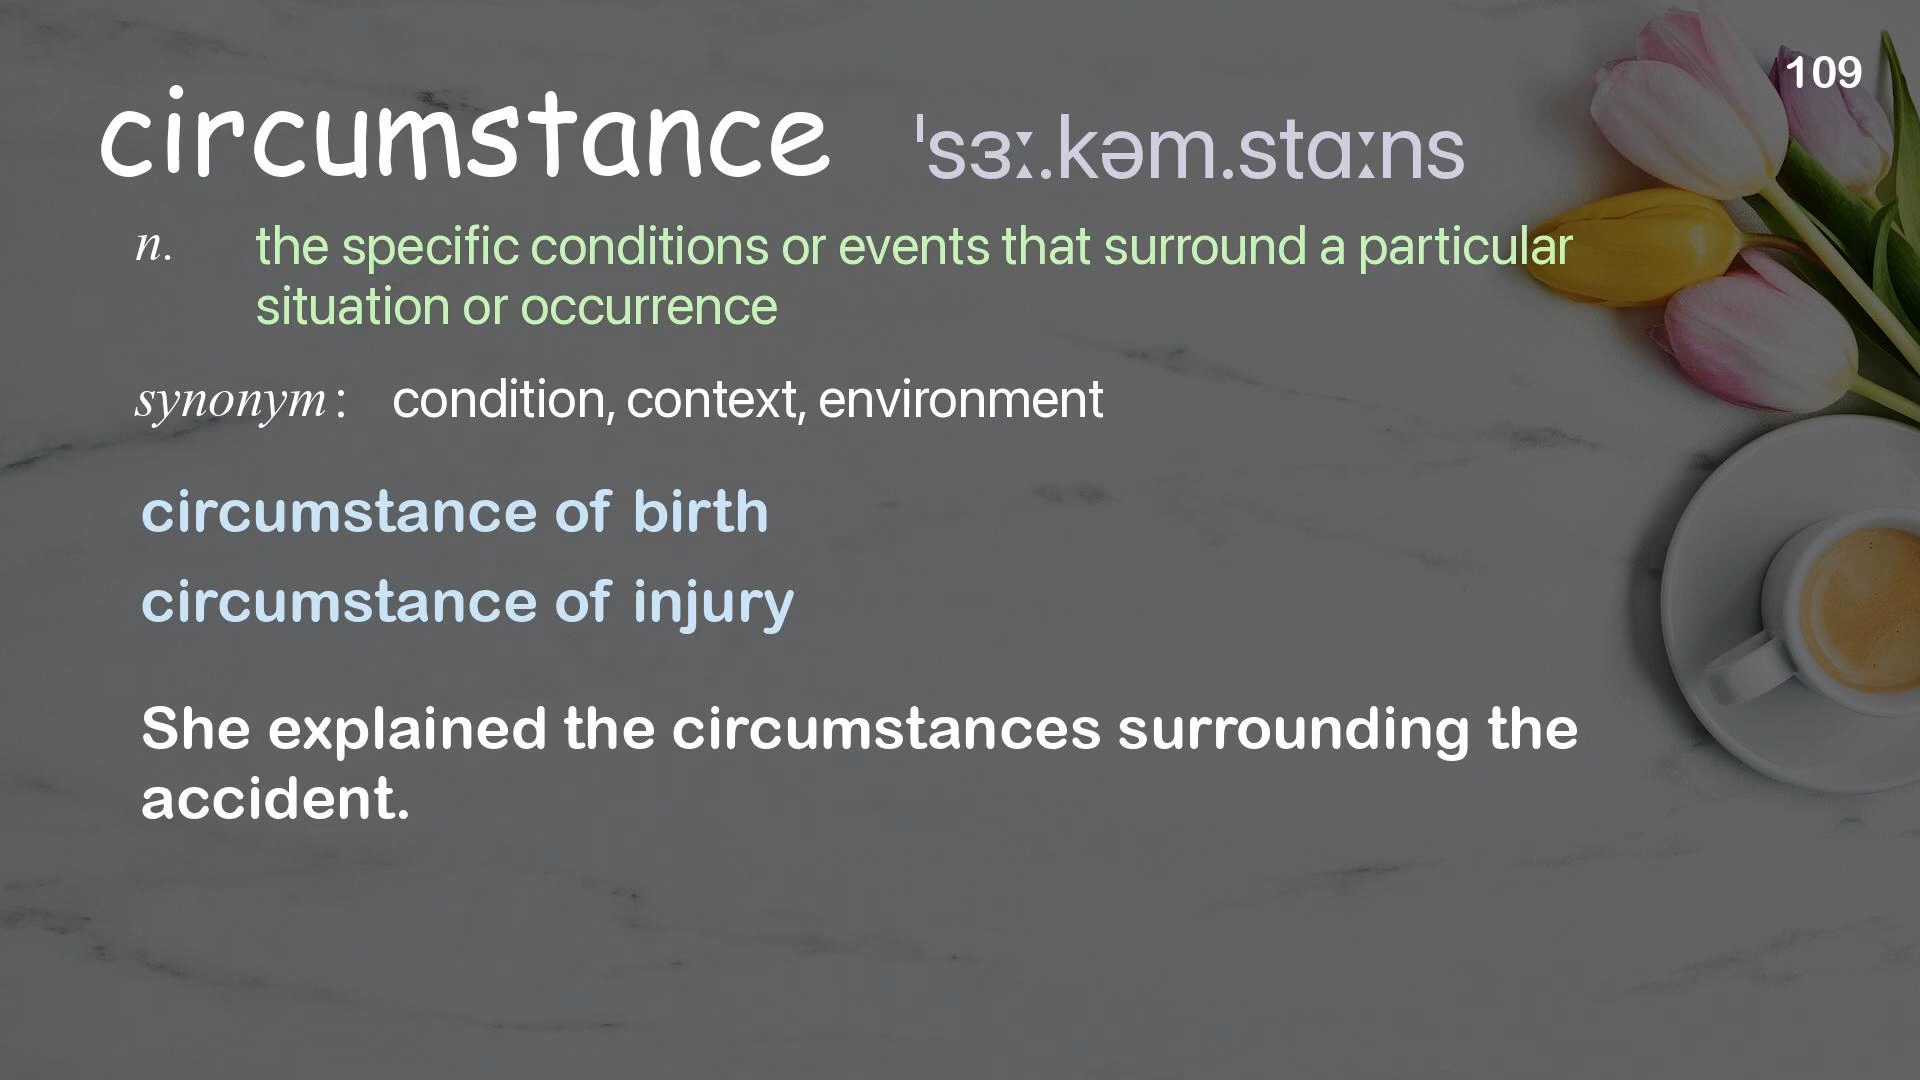 109
circumstance ˈsɜː.kəm.stɑːns
n. the specific conditions or events that surround a particular
situation or occurrence
synonym : condition, context, environment
circumstance of birth
circumstance of injury
She explained the circumstances surrounding the
accident.